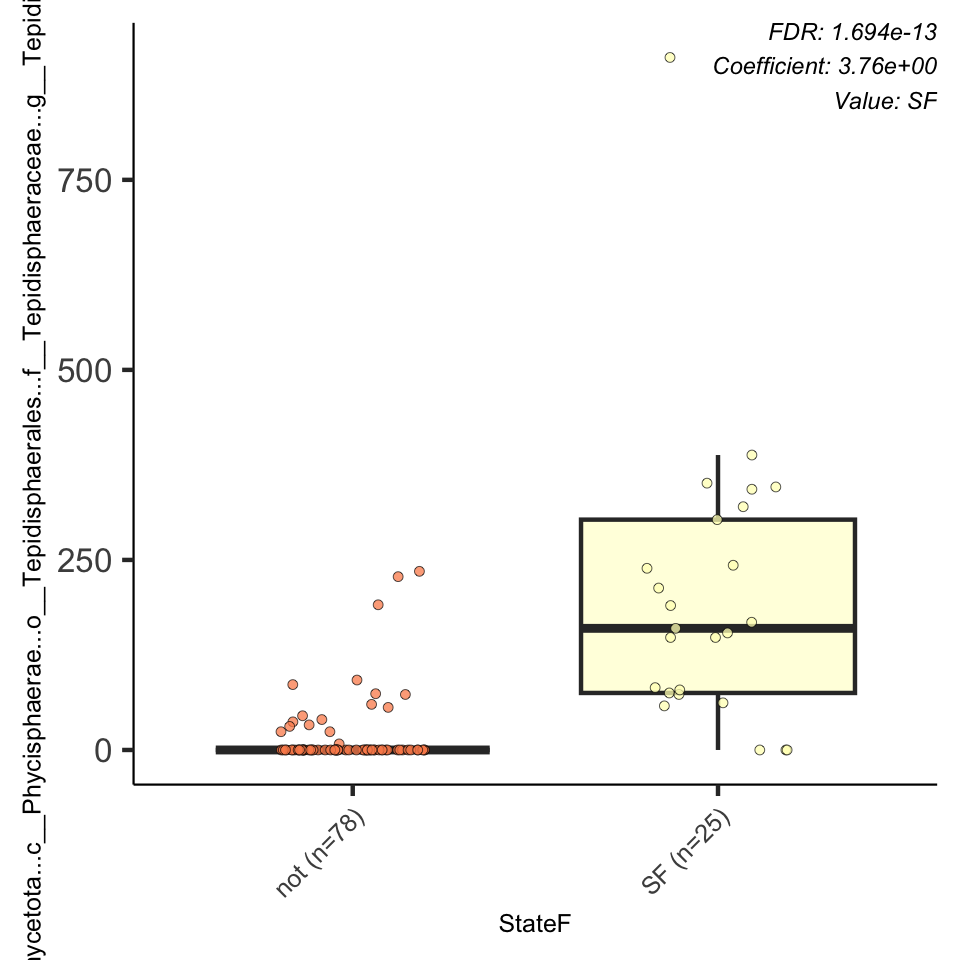 FDR: 1.694e-13
Coefficient: 3.76e+00
Value: SF
ycetota...c__Phycisphaerae...o__Tepidisphaerales...f__Tepidisphaeraceae...g__Tepidi
750
500
250
0
not (n=78)
SF (n=25)
StateF